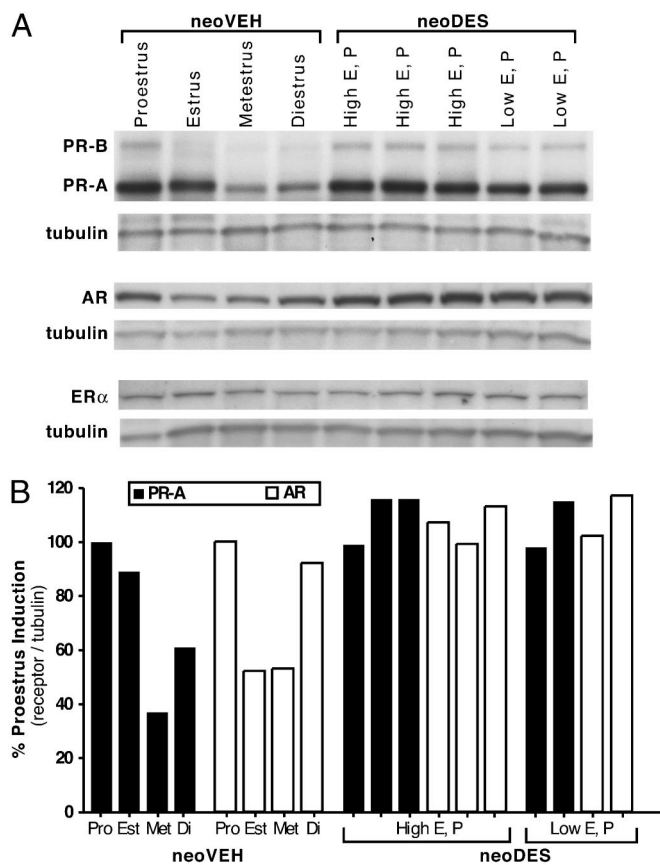 A
neoVEH neoDES
Proestrus Estrus Metestrus Diestrus High E, P High E, P High E, P Low E, P Low E, P
PR-B
PR-A
tubulin
AR
tubulin
ERα
tubulin
B
PR-A AR
% Proestrus Induction
(receptor / tubulin)
120
100
80
60
40
20
0
Pro Est Met Di Pro Est Met Di High E, P Low E, P
neoVEH neoDES